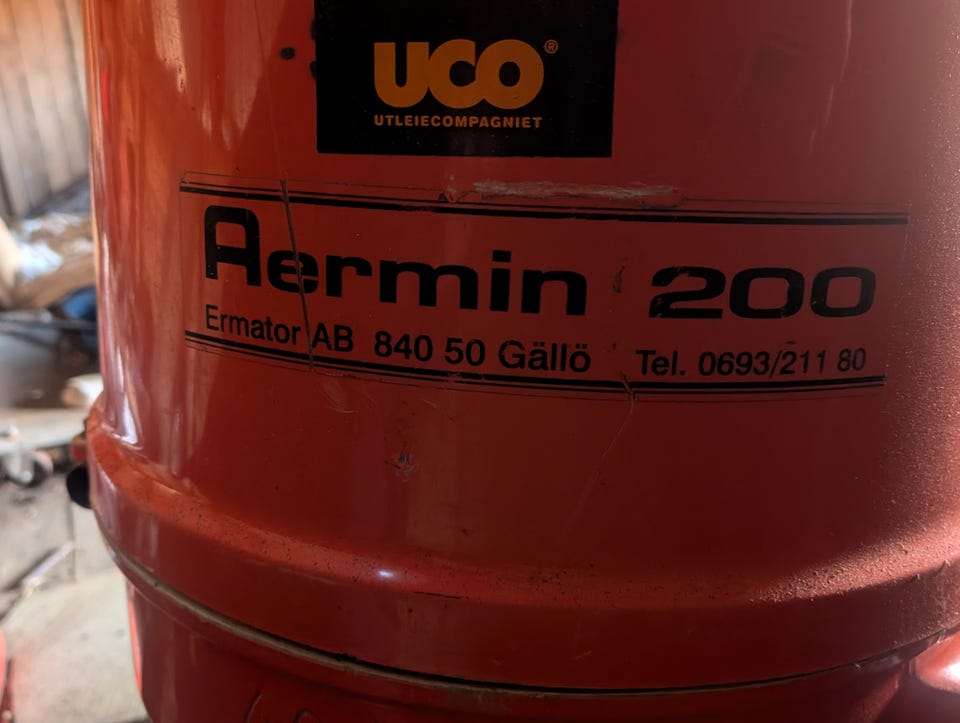 UCO®
UTLEIECOMPAGNIET
Aermin 200
Ermator AB 840 50 Gällö Tel. 0693/211 80